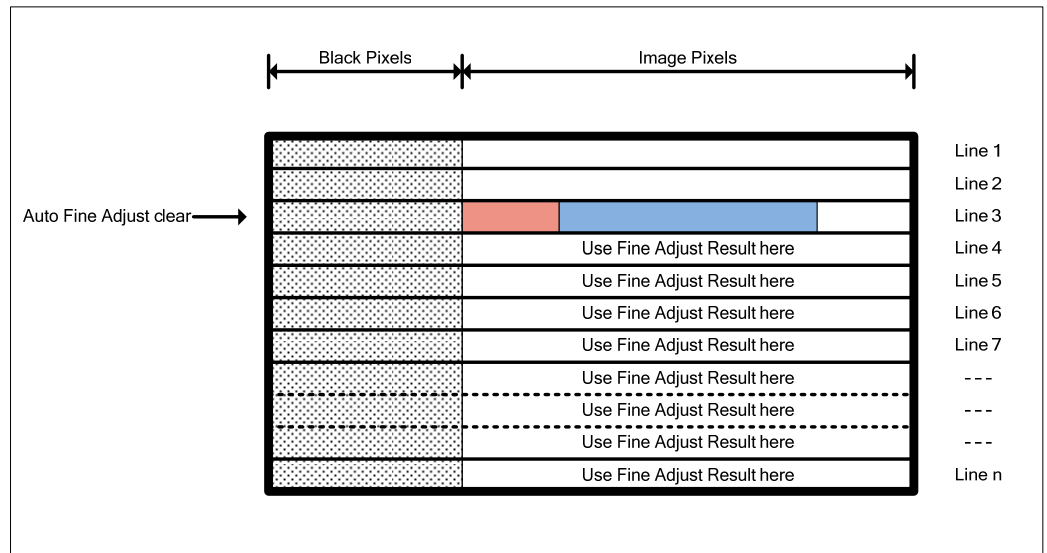 Black Pixels Image Pixels
Line 1
Line 2
Auto Fine Adjust clear Line 3
Use Fine Adjust Result here Line 4
Use Fine Adjust Result here Line 5
Use Fine Adjust Result here Line 6
Use Fine Adjust Result here Line 7
Use Fine Adjust Result here ---
Use Fine Adjust Result here ---
Use Fine Adjust Result here ---
Use Fine Adjust Result here Line n